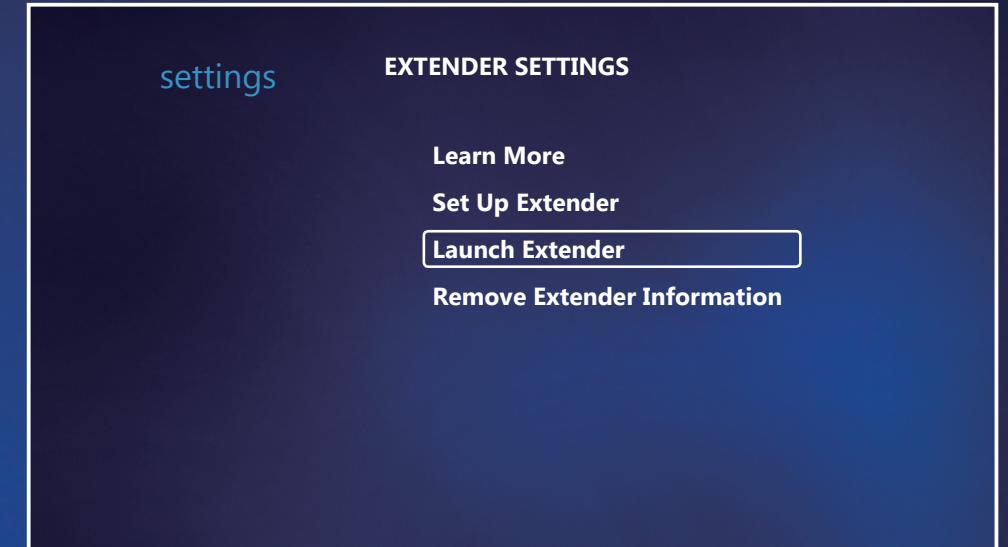 settings
EXTENDER SETTINGS
Learn More
Set Up Extender
Launch Extender
Remove Extender Information